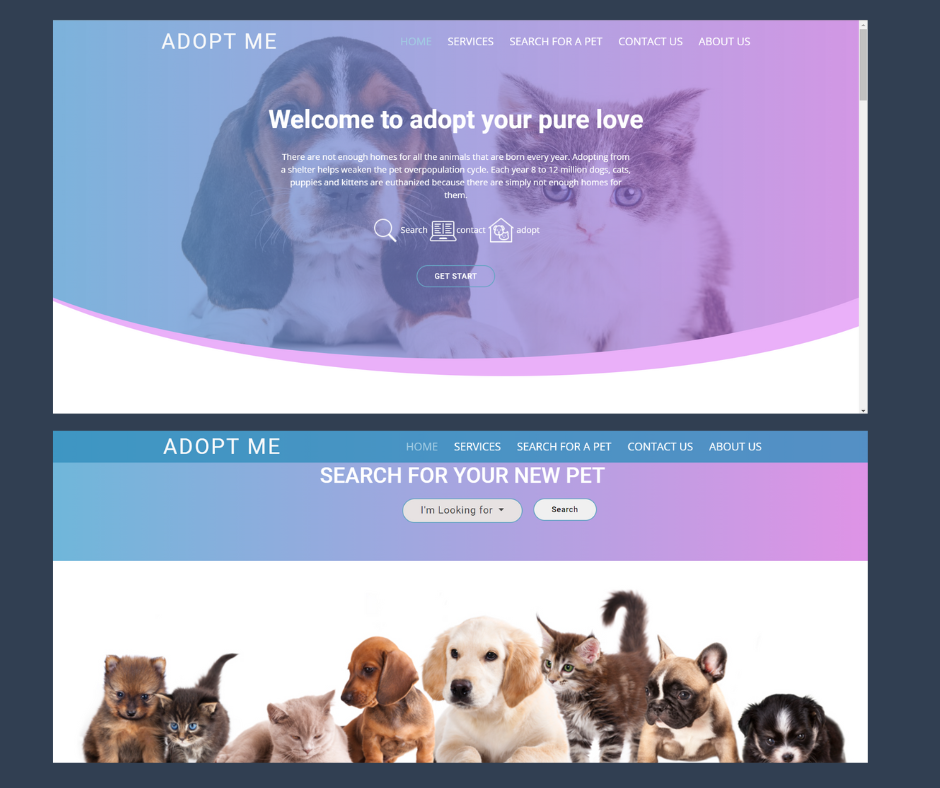 ADOPT ME
HOME SERVICES SEARCH FOR A PET CONTACT US ABOUT US
Welcome to adopt your pure love
There are not enough homes for all the animals that are born every year. Adopting from
a shelter helps weaken the pet overpopulation cycle. Each year 8 to 12 million dogs, cats,
puppies and kittens are euthanized because there are simply not enough homes for
them.
Search contact adopt
GET START
ADOPT ME
HOME SERVICES SEARCH FOR A PET CONTACT US ABOUT US
SEARCH FOR YOUR NEW PET
I'm Looking for
Search